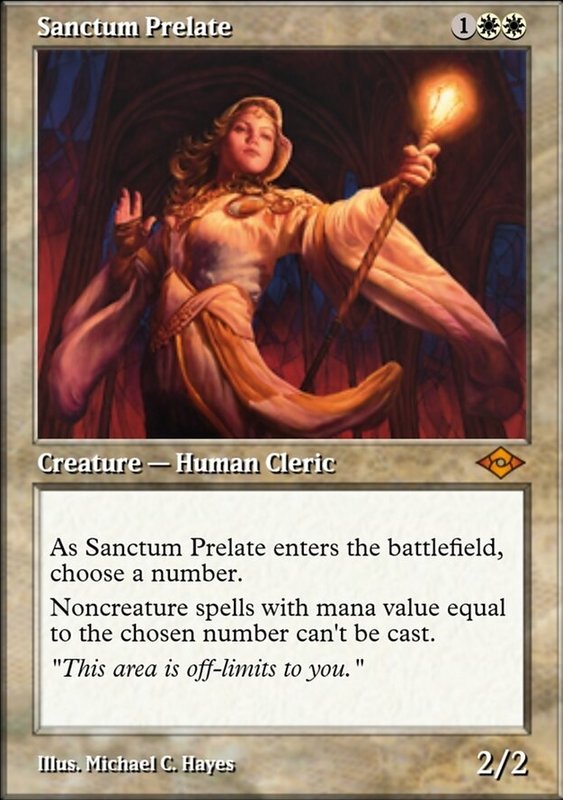 Sanctum Prelate 1
Creature — Human Cleric
As Sanctum Prelate enters the battlefield,
choose a number.
Noncreature spells with mana value equal
to the chosen number can't be cast.
"This area is off-limits to you."
Illus. Michael C. Hayes 2/2